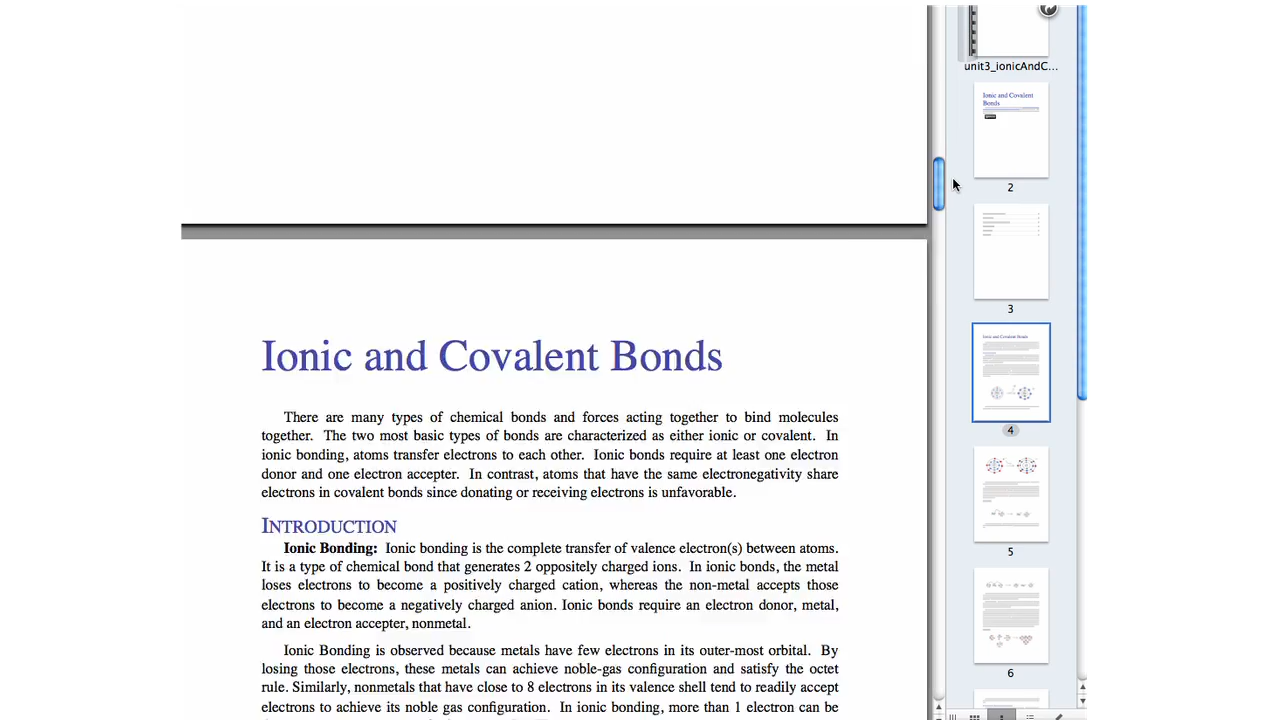 Ionic and Covalent Bonds
There are many types of chemical bonds and forces acting together to bind molecules
together. The two most basic types of bonds are characterized as either ionic or covalent. In
ionic bonding, atoms transfer electrons to each other. Ionic bonds require at least one electron
donor and one electron accepter. In contrast, atoms that have the same electronegativity share
electrons in covalent bonds since donating or receiving electrons is unfavorable.
INTRODUCTION
Ionic Bonding: Ionic bonding is the complete transfer of valence electron(s) between atoms.
It is a type of chemical bond that generates 2 oppositely charged ions. In ionic bonds, the metal
loses electrons to become a positively charged cation, whereas the non-metal accepts those
electrons to become a negatively charged anion. Ionic bonds require an electron donor, metal,
and an electron accepter, nonmetal.
Ionic Bonding is observed because metals have few electrons in its outer-most orbital. By
losing those electrons, these metals can achieve noble-gas configuration and satisfy the octet
rule. Similarly, nonmetals that have close to 8 electrons in its valence shell tend to readily accept
electrons to achieve its noble gas configuration. In ionic bonding, more than 1 electron can be
unit3_ionicAndC...
Ionic and Covalent
Bonds
2
3
Ionic and Covalent Bonds
4
5
6